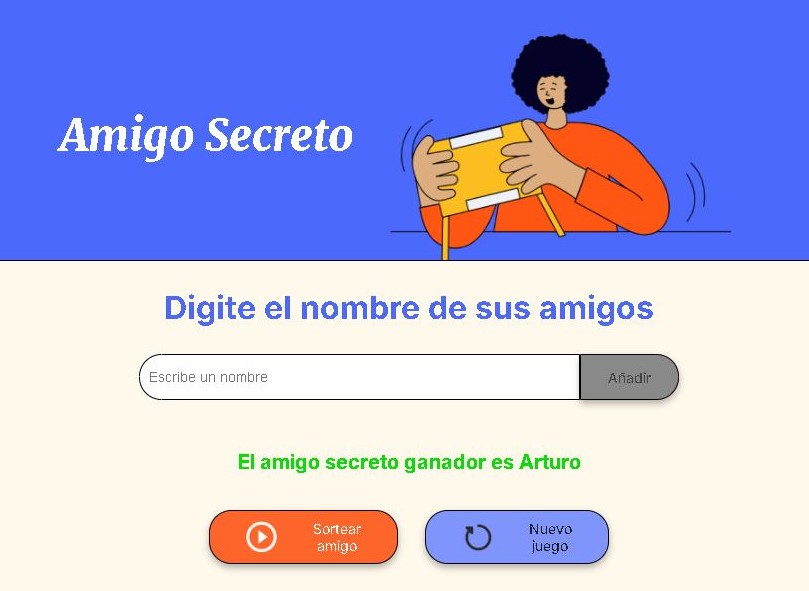 Amigo Secreto
Digite el nombre de sus amigos
Escribe un nombre
Añadir
El amigo secreto ganador es Arturo
Sortear
amigo
Nuevo
juego